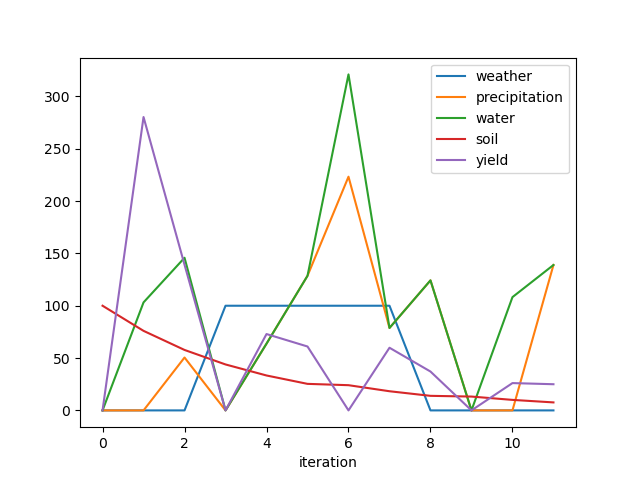 weather
precipitation
water
soil
yield
300
250
200
150
100
50
0
0 2 4 6 8 10
iteration